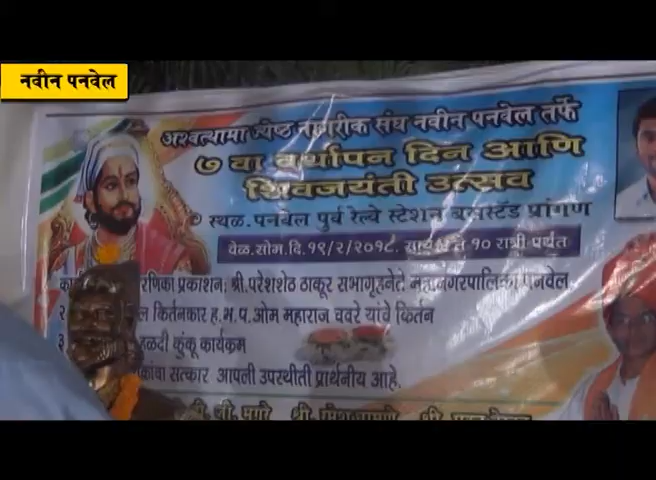 नवीन पनवेल
अश्वत्थामा ज्येष्ठ नागरीक संघ नवीन पनवेल तर्फे
७ वा वर्धापन दिन आणि
शिवजयंती उत्सव
स्थळ. पनवेल पुर्व रेल्वे स्टेशन बसस्टॅड प्रांगण
वेळ.सोम.दि.१९/२/२०१८. सायं ते १० रात्री पर्यंत
रणिका प्रकाशन: श्री.परेशशेठ ठाकूर सभागृहनेते महानगरपालिका पनवेल
२ किर्तनकार ह.भ.प.ओम महाराज यांचे किर्तन
३ हळदी कुंकू कार्यक्रम
सत्कार आपली उपस्थीती प्रार्थनीय आहे.